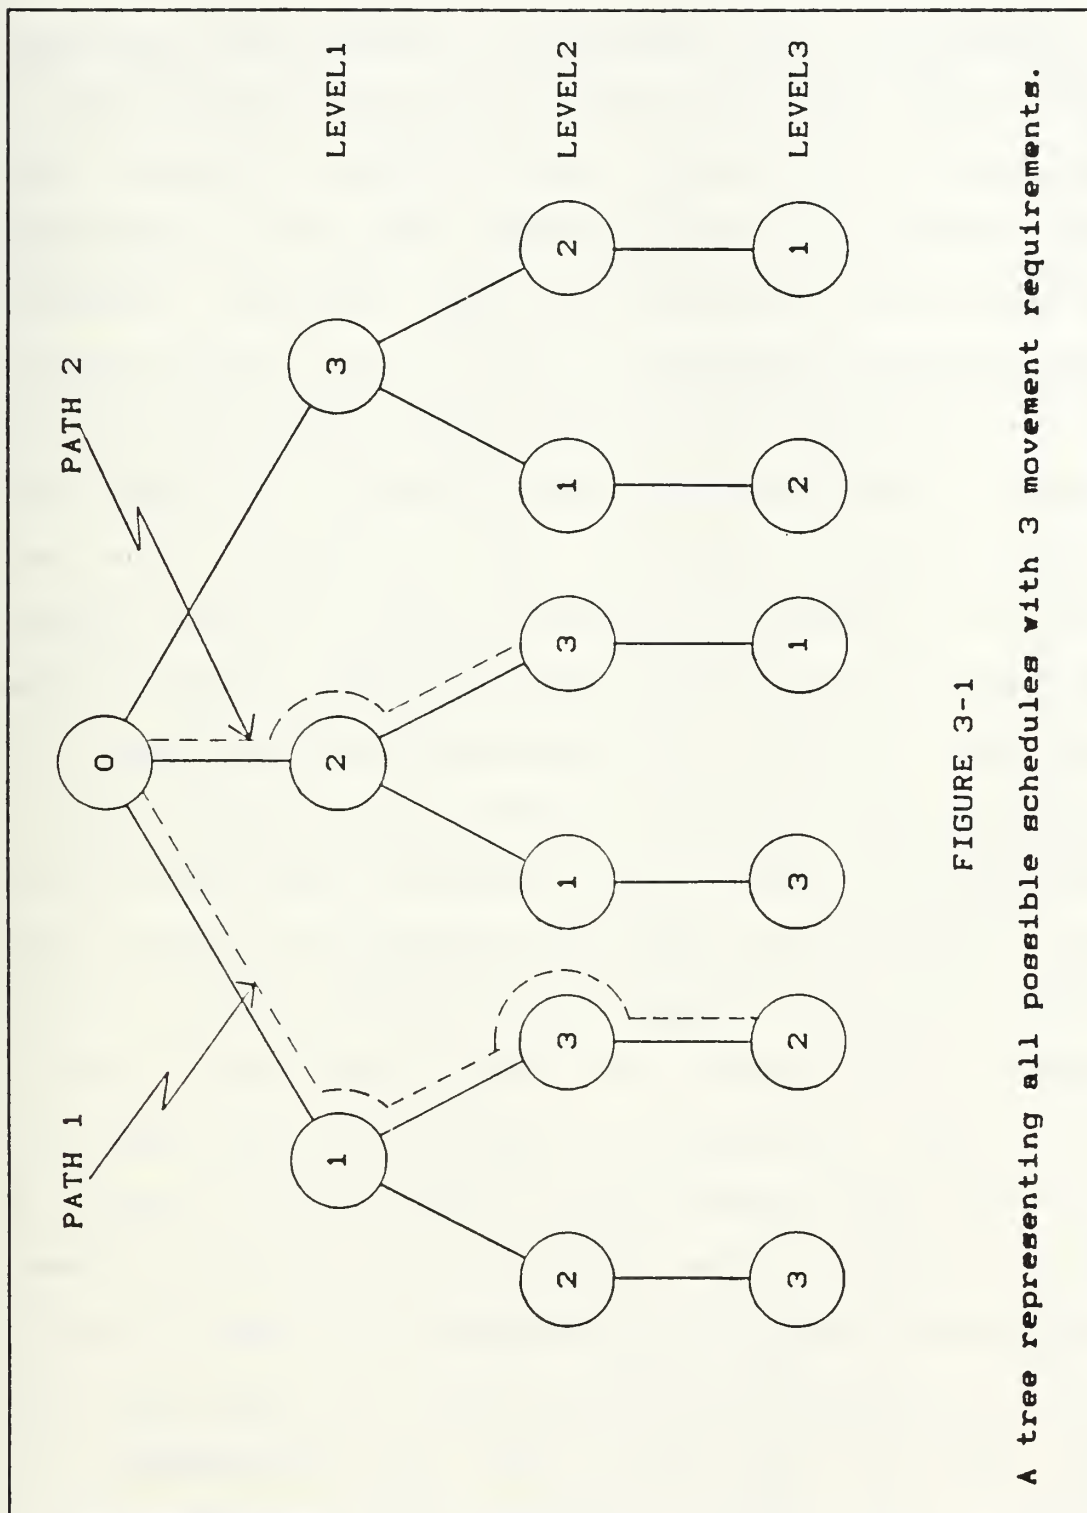 PATH 1
PATH 2
0
1
2
3
LEVEL1
2
3
1
3
1
2
LEVEL2
3
2
3
1
2
1
LEVEL3
FIGURE 3-1
A tree representing all possible schedules with 3 movement requirements.